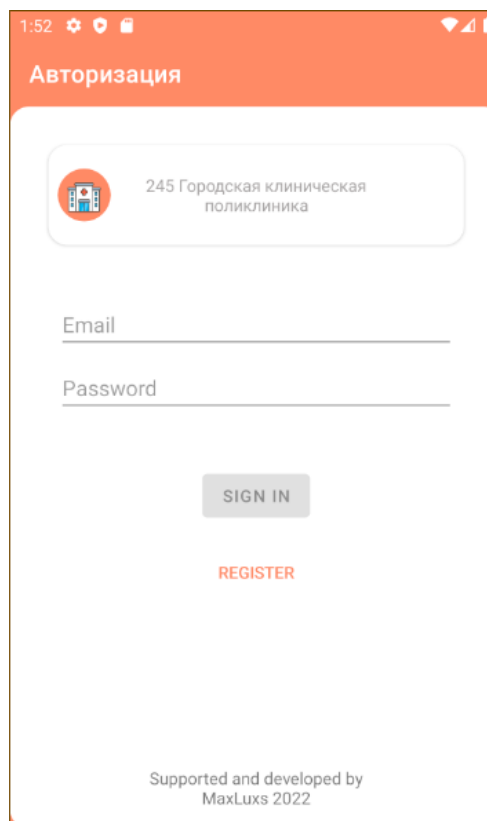 1:52
Авторизация
245 Городская клиническая
поликлиника
Email
Password
SIGN IN
REGISTER
Supported and developed by
MaxLuxs 2022